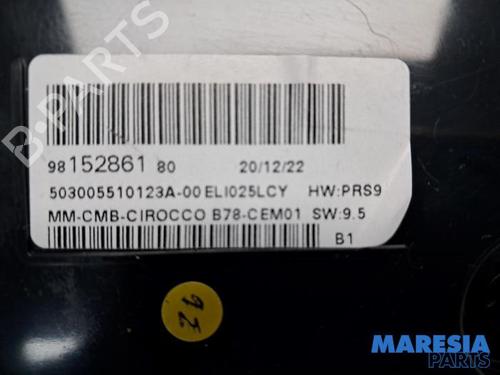 B-PARTS
98 152861 80 20/12/22
503005510123A-00 ELI025LCY HW:PRS9
MM-CMB-CIROCCO B78-CEM01 SW:9.5
B1
MARESIA
PARTS